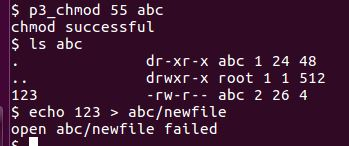 $ p3_chmod 55 abc
chmod successful
$ ls abc
. dr-xr-x abc 1 24 48
.. drwxr-x root 1 1 512
123 -rw-r-- abc 2 26 4
$ echo 123 > abc/newfile
open abc/newfile failed
$